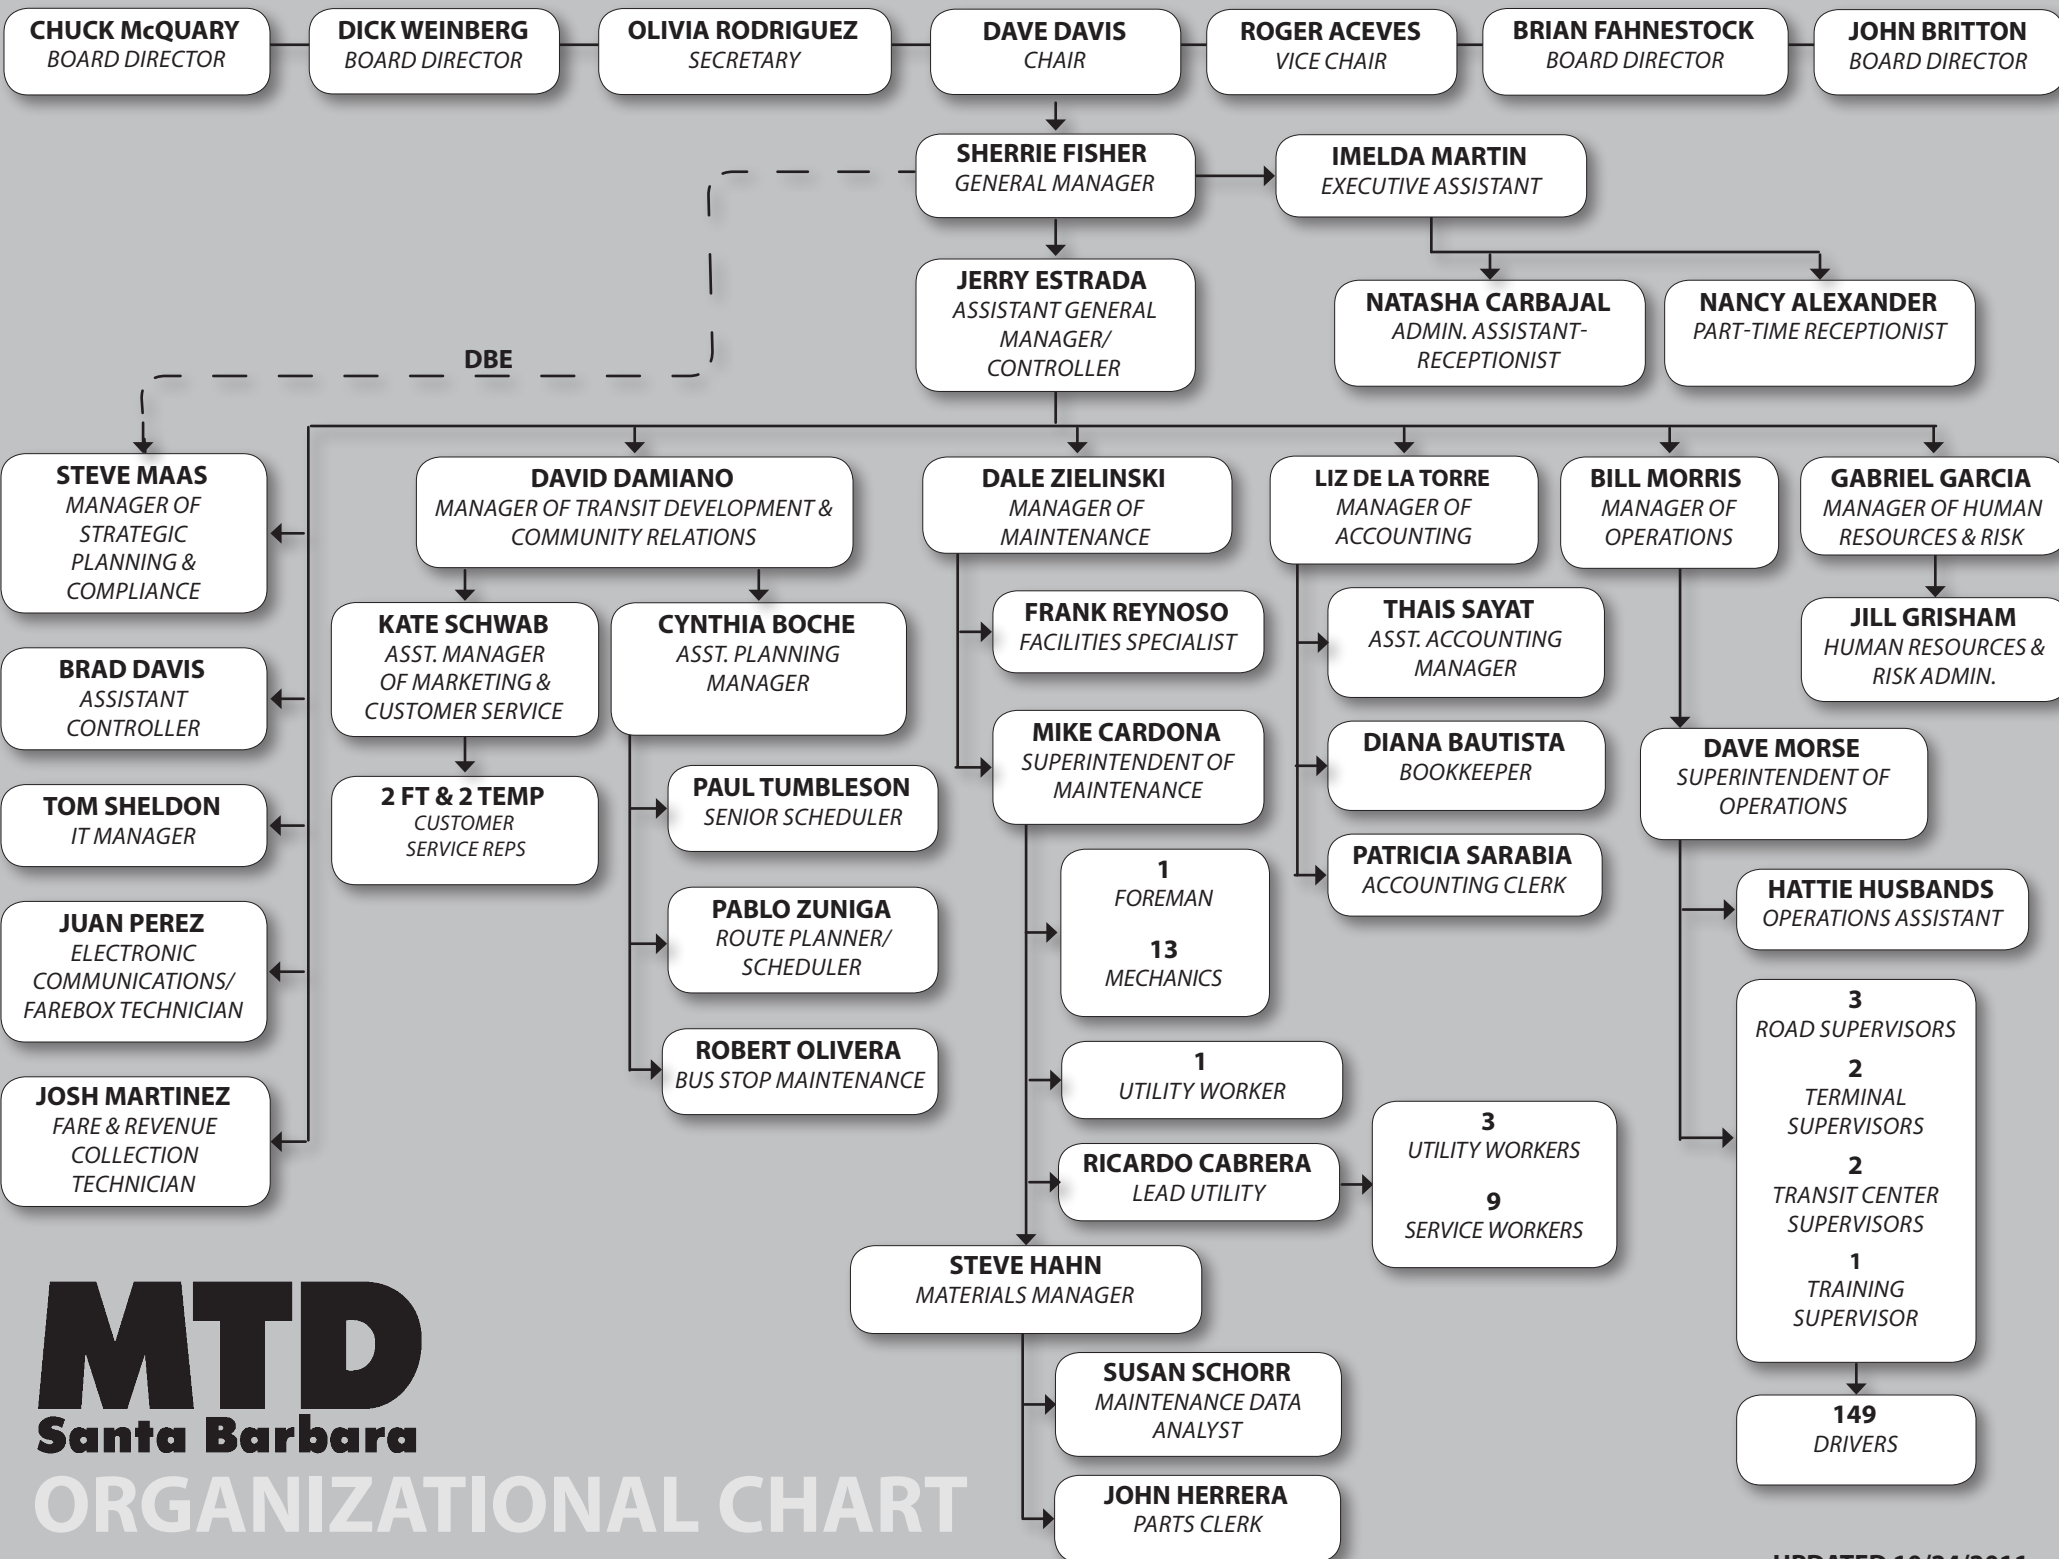 CHUCK McQUARY
BOARD DIRECTOR
DICK WEINBERG
BOARD DIRECTOR
OLIVIA RODRIGUEZ
SECRETARY
DAVE DAVIS
CHAIR
ROGER ACEVES
VICE CHAIR
BRIAN FAHNESTOCK
BOARD DIRECTOR
JOHN BRITTON
BOARD DIRECTOR
SHERRIE FISHER
GENERAL MANAGER
IMELDA MARTIN
EXECUTIVE ASSISTANT
JERRY ESTRADA
ASSISTANT GENERAL
MANAGER/
CONTROLLER
NATASHA CARBAJAL
ADMIN. ASSISTANT-
RECEPTIONIST
NANCY ALEXANDER
PART-TIME RECEPTIONIST
DBE
STEVE MAAS
MANAGER OF
STRATEGIC
PLANNING &
COMPLIANCE
BRAD DAVIS
ASSISTANT
CONTROLLER
TOM SHELDON
IT MANAGER
JUAN PEREZ
ELECTRONIC
COMMUNICATIONS/
FAREBOX TECHNICIAN
JOSH MARTINEZ
FARE & REVENUE
COLLECTION
TECHNICIAN
DAVID DAMIANO
MANAGER OF TRANSIT DEVELOPMENT &
COMMUNITY RELATIONS
KATE SCHWAB
ASST. MANAGER
OF MARKETING &
CUSTOMER SERVICE
2 FT & 2 TEMP
CUSTOMER
SERVICE REPS
CYNTHIA BOCHE
ASST. PLANNING
MANAGER
PAUL TUMBLESON
SENIOR SCHEDULER
PABLO ZUNIGA
ROUTE PLANNER/
SCHEDULER
ROBERT OLIVERA
BUS STOP MAINTENANCE
DALE ZIELINSKI
MANAGER OF
MAINTENANCE
FRANK REYNOSO
FACILITIES SPECIALIST
MIKE CARDONA
SUPERINTENDENT OF
MAINTENANCE
1
FOREMAN
13
MECHANICS
1
UTILITY WORKER
RICARDO CABRERA
LEAD UTILITY
3
UTILITY WORKERS
9
SERVICE WORKERS
STEVE HAHN
MATERIALS MANAGER
SUSAN SCHORR
MAINTENANCE DATA
ANALYST
JOHN HERRERA
PARTS CLERK
LIZ DE LA TORRE
MANAGER OF
ACCOUNTING
THAIS SAYAT
ASST. ACCOUNTING
MANAGER
DIANA BAUTISTA
BOOKKEEPER
PATRICIA SARABIA
ACCOUNTING CLERK
BILL MORRIS
MANAGER OF
OPERATIONS
DAVE MORSE
SUPERINTENDENT OF
OPERATIONS
HATTIE HUSBANDS
OPERATIONS ASSISTANT
3
ROAD SUPERVISORS
2
TERMINAL
SUPERVISORS
2
TRANSIT CENTER
SUPERVISORS
1
TRAINING
SUPERVISOR
149
DRIVERS
GABRIEL GARCIA
MANAGER OF HUMAN
RESOURCES & RISK
JILL GRISHAM
HUMAN RESOURCES &
RISK ADMIN.
MTD
Santa Barbara
ORGANIZATIONAL CHART